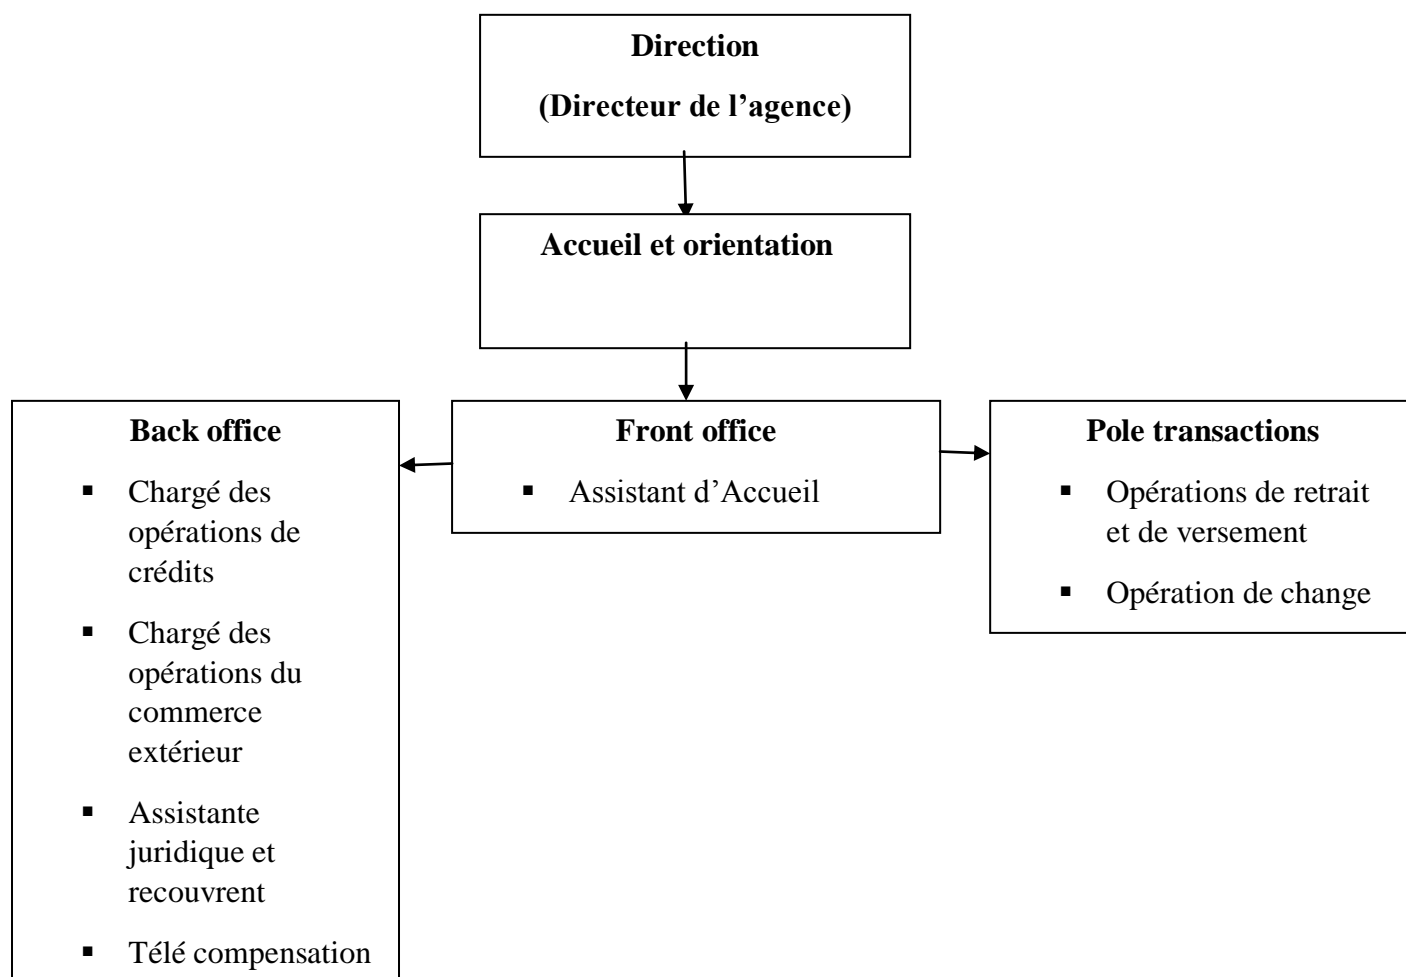 Direction
(Directeur de l’agence)
Accueil et orientation
Back office
▪ Chargé des
opérations de
crédits
▪ Chargé des
opérations du
commerce
extérieur
▪ Assistante
juridique et
recouvrent
▪ Télé compensation
Front office
▪ Assistant d’Accueil
Pole transactions
▪ Opérations de retrait
et de versement
▪ Opération de change